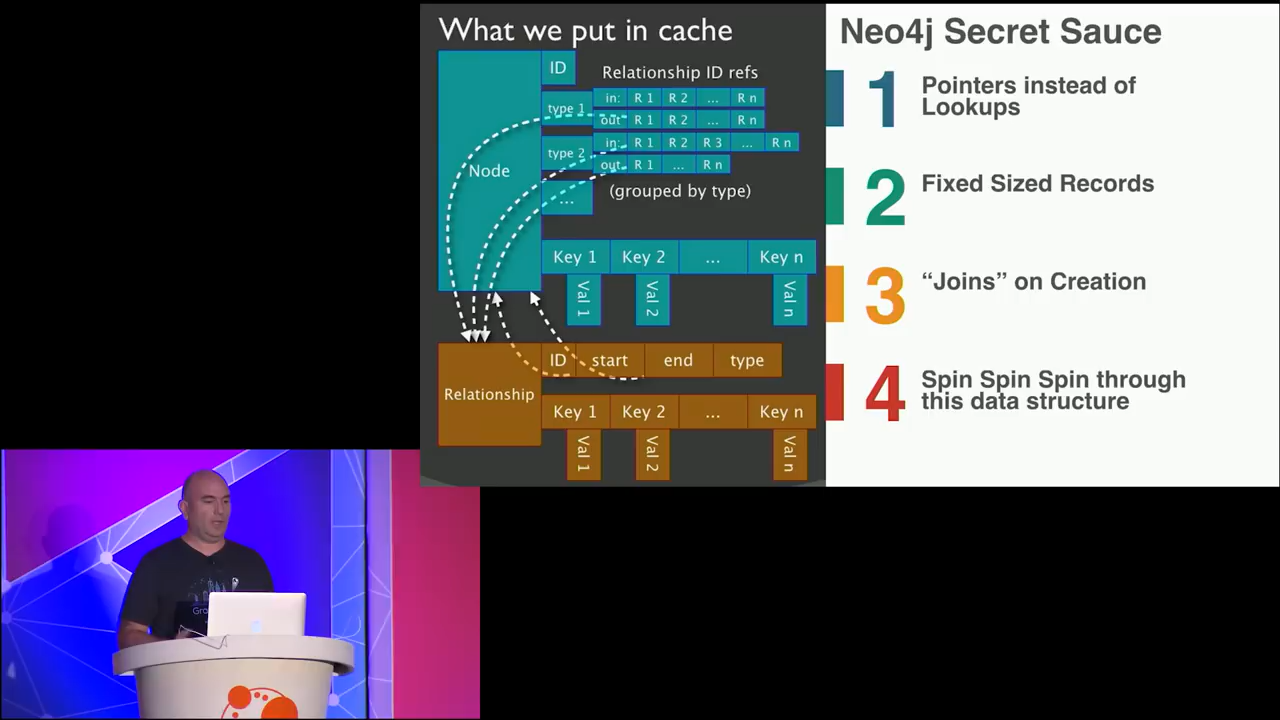 What we put in cache
Node
ID
Relationship ID refs
type 1
in: R 1 R 2 ... R n
out R 1 R 2 ... R n
type 2
in: R 1 R 2 R 3 ... R n
out R 1 ... R n
...
(grouped by type)
Key 1 Key 2 ... Key n
Val 1 Val 2 Val n
Relationship
ID start end type
Key 1 Key 2 ... Key n
Val 1 Val 2 Val n
Neo4j Secret Sauce
1 Pointers instead of
Lookups
2 Fixed Sized Records
3 “Joins” on Creation
4 Spin Spin Spin through
this data structure